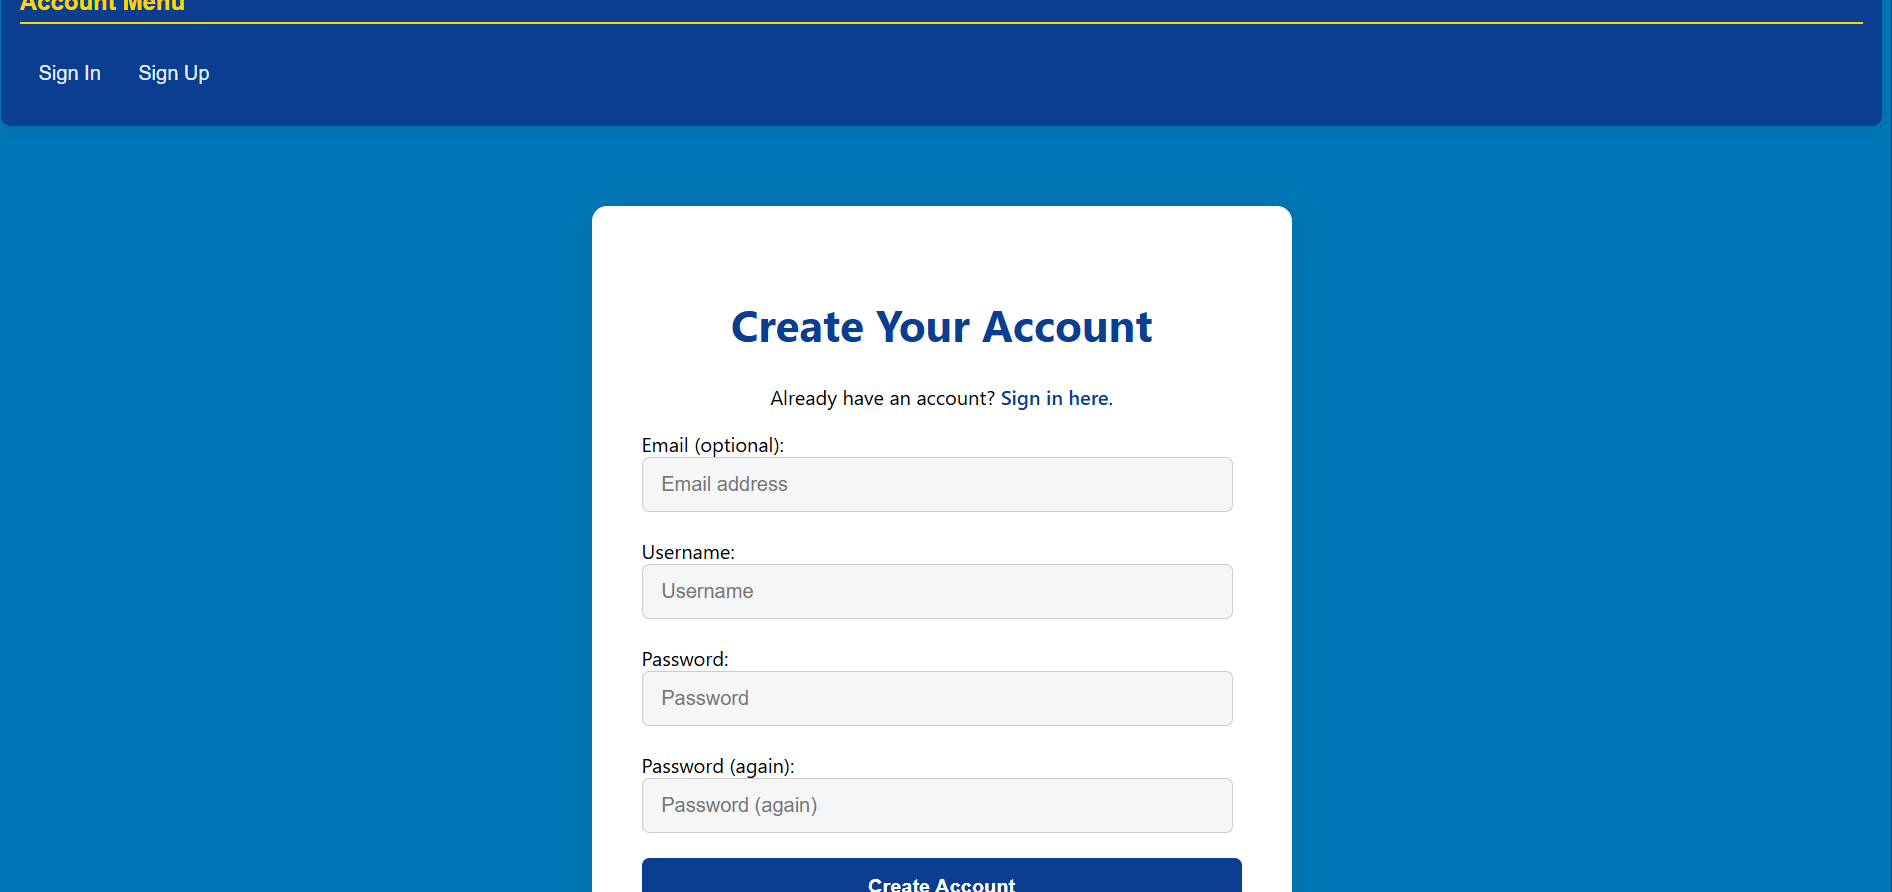 Account Menu
Sign In Sign Up
Create Your Account
Already have an account? Sign in here.
Email (optional):
Email address
Username:
Username
Password:
Password
Password (again):
Password (again)
Create Account